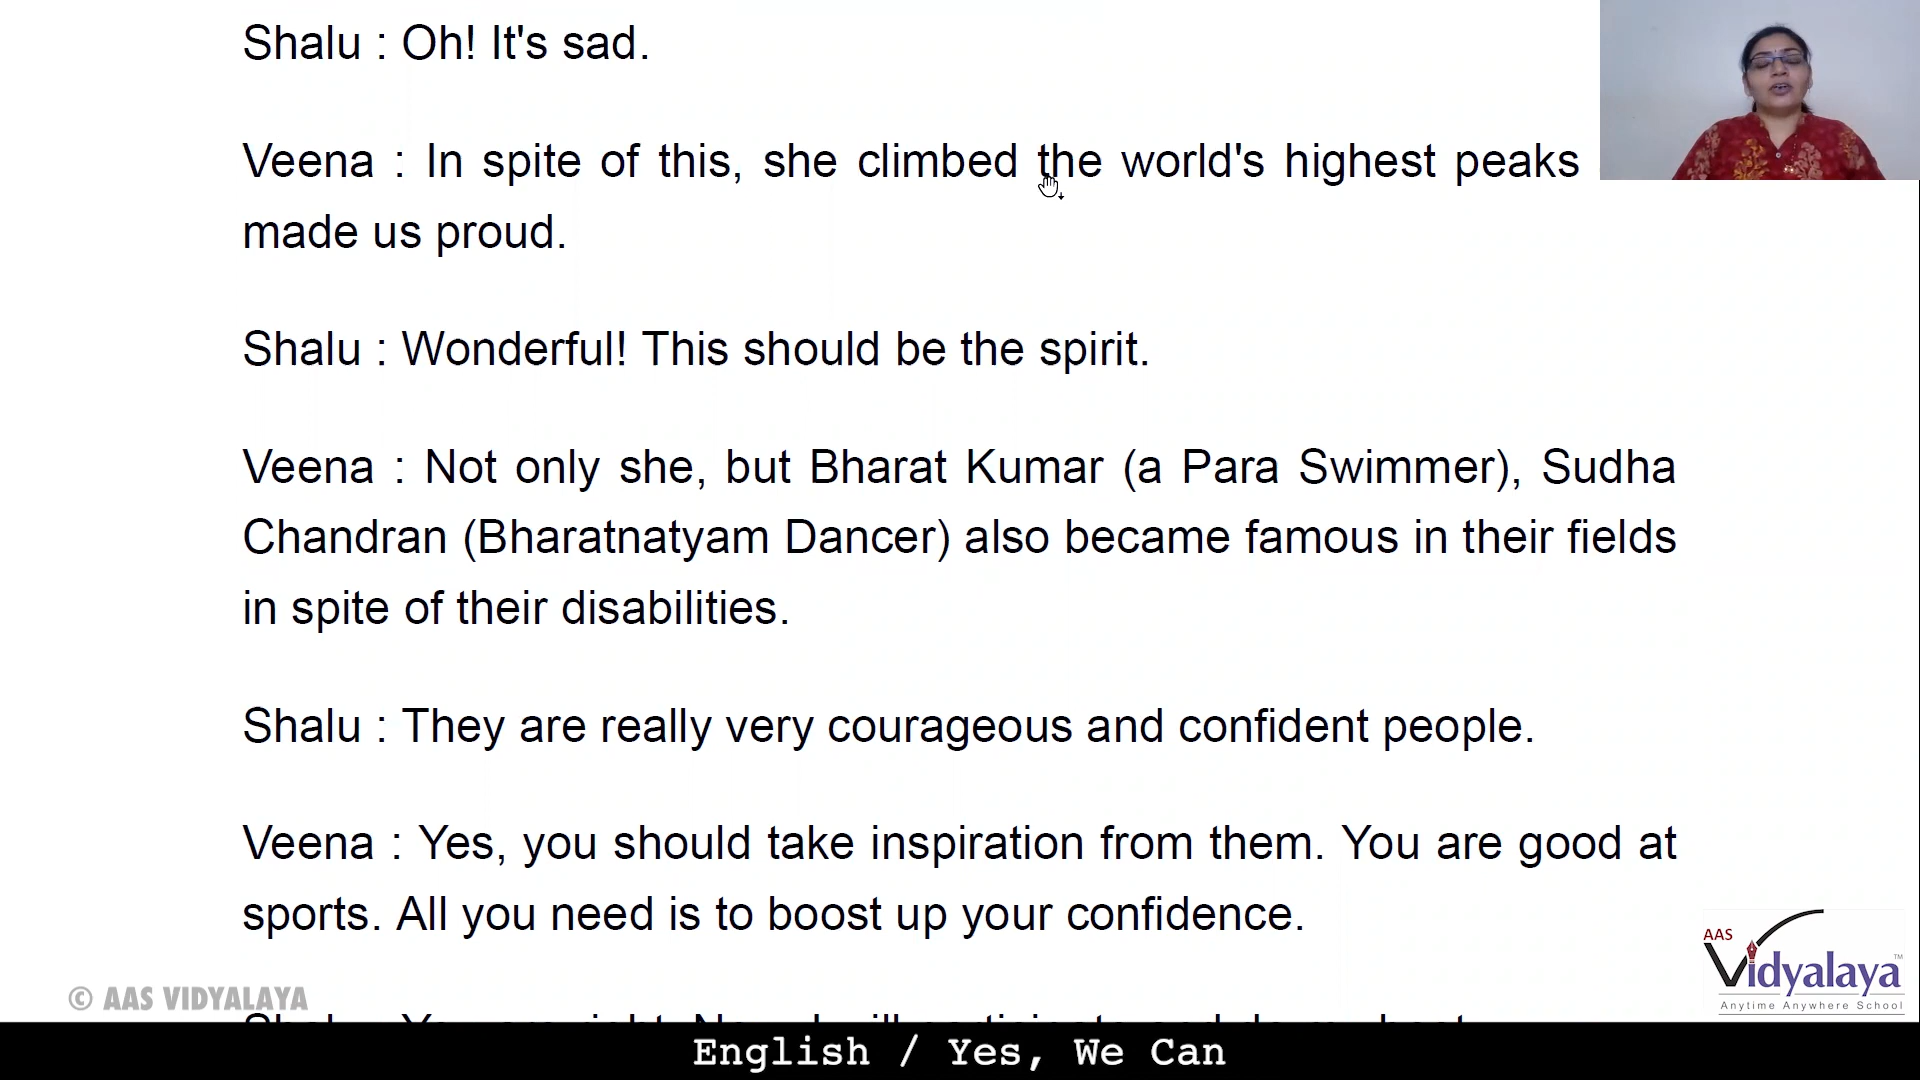 Shalu : Oh! It's sad.
Veena : In spite of this, she climbed the world's highest peaks
made us proud.
Shalu : Wonderful! This should be the spirit.
Veena : Not only she, but Bharat Kumar (a Para Swimmer), Sudha
Chandran (Bharatnatyam Dancer) also became famous in their fields
in spite of their disabilities.
Shalu : They are really very courageous and confident people.
Veena : Yes, you should take inspiration from them. You are good at
sports. All you need is to boost up your confidence.
AAS
Vidyalaya™
Anytime Anywhere School
© AAS VIDYALAYA
English / Yes, We Can